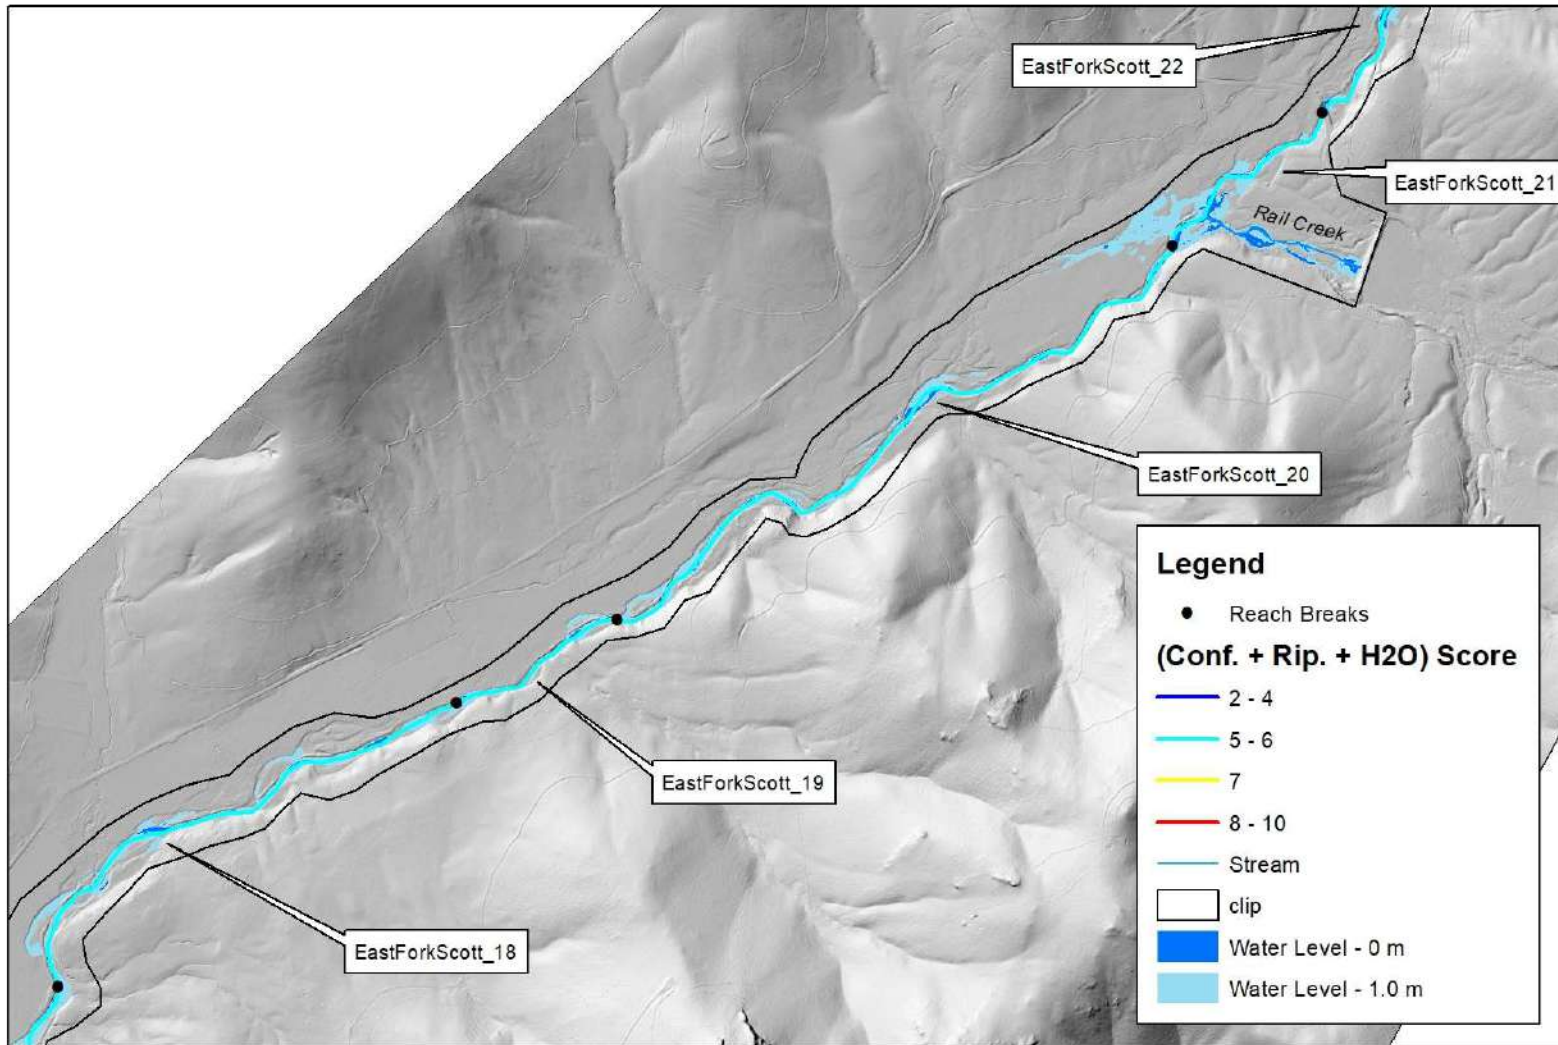 EastForkScott_22
EastForkScott_21
Rail Creek
EastForkScott_20
EastForkScott_19
EastForkScott_18
Legend
Reach Breaks
(Conf. + Rip. + H2O) Score
2 - 4
5 - 6
7
8 - 10
Stream
clip
Water Level - 0 m
Water Level - 1.0 m